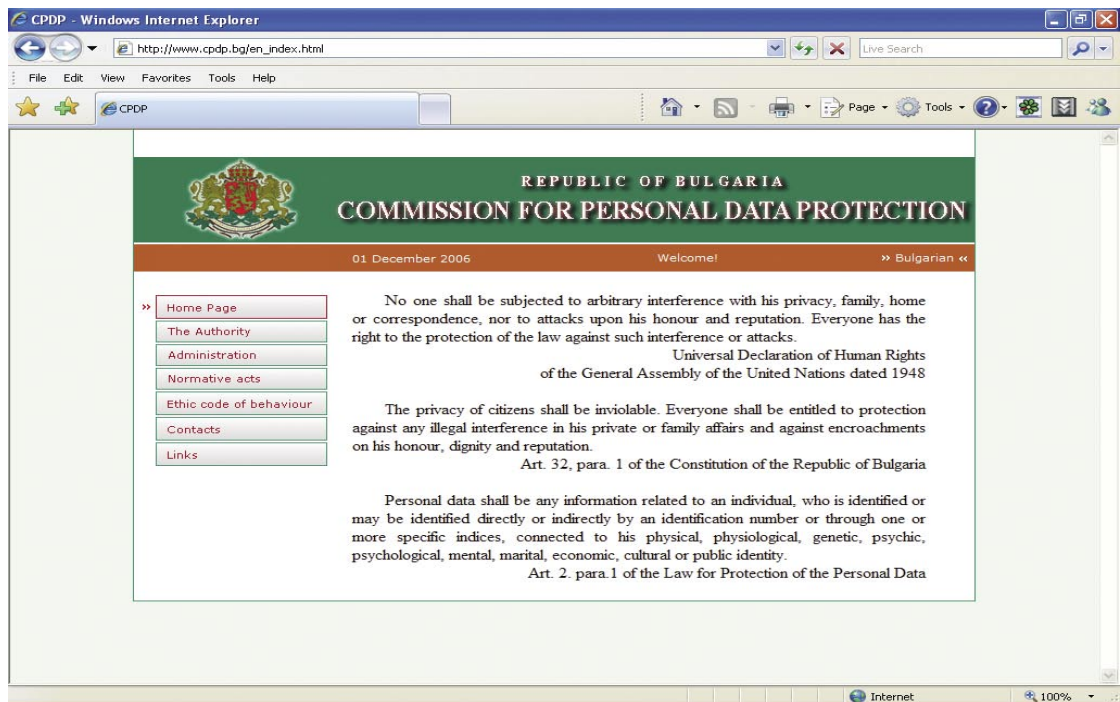 CPDP - Windows Internet Explorer
http://www.cpdp.bg/en_index.html
Live Search
File Edit View Favorites Tools Help
CPDP
Page Tools
REPUBLIC OF BULGARIA
COMMISSION FOR PERSONAL DATA PROTECTION
01 December 2006 Welcome! » Bulgarian «
» Home Page
The Authority
Administration
Normative acts
Ethic code of behaviour
Contacts
Links
No one shall be subjected to arbitrary interference with his privacy, family, home
or correspondence, nor to attacks upon his honour and reputation. Everyone has the
right to the protection of the law against such interference or attacks.
Universal Declaration of Human Rights
of the General Assembly of the United Nations dated 1948
The privacy of citizens shall be inviolable. Everyone shall be entitled to protection
against any illegal interference in his private or family affairs and against encroachments
on his honour, dignity and reputation.
Art. 32, para. 1 of the Constitution of the Republic of Bulgaria
Personal data shall be any information related to an individual, who is identified or
may be identified directly or indirectly by an identification number or through one or
more specific indices, connected to his physical, physiological, genetic, psychic,
psychological, mental, marital, economic, cultural or public identity.
Art. 2. para.1 of the Law for Protection of the Personal Data
Internet 100%